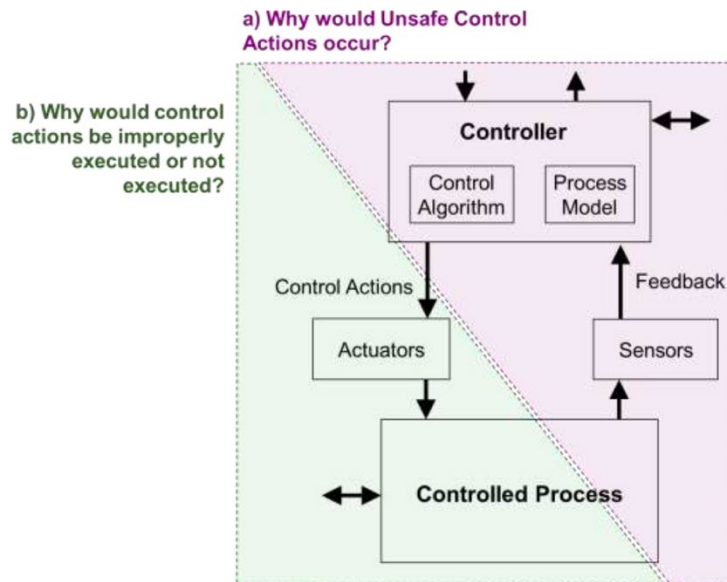 a) Why would Unsafe Control
Actions occur?
b) Why would control
actions be improperly
executed or not
executed?
Controller
Control
Algorithm
Process
Model
Control Actions
Feedback
Actuators
Sensors
Controlled Process